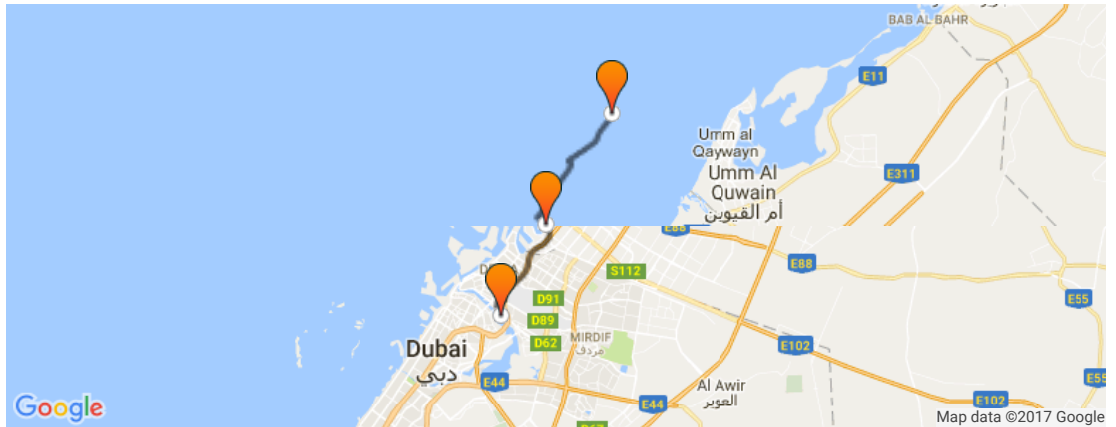 BAB AL BAHR
E11
Umm al
Qaywayn
E311
Umm Al
Quwain
أم القيوين
E88
E88
S112
D91
E55
D89
MIRDIF
مردف
D62
E102
Dubai
دبي
E44
Al Awir
العوير
E55
E102
E44
Google
Map data ©2017 Google